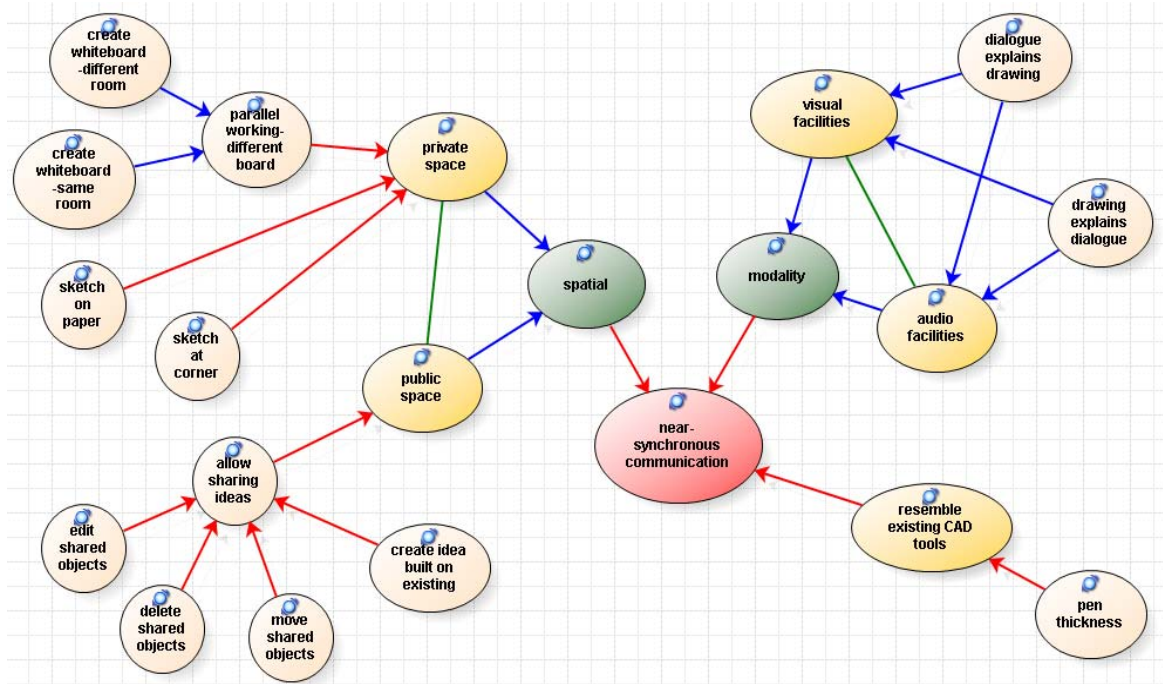 create
whiteboard
-different
room
dialogue
explains
drawing
parallel
working-
different
board
visual
facilities
private
space
create
whiteboard
-same
room
drawing
explains
dialogue
spatial
modality
sketch
on
paper
audio
facilities
sketch
at
corner
public
space
near-
synchronous
communication
allow
sharing
ideas
resemble
existing CAD
tools
edit
shared
objects
create idea
built on
existing
delete
shared
objects
move
shared
objects
pen
thickness